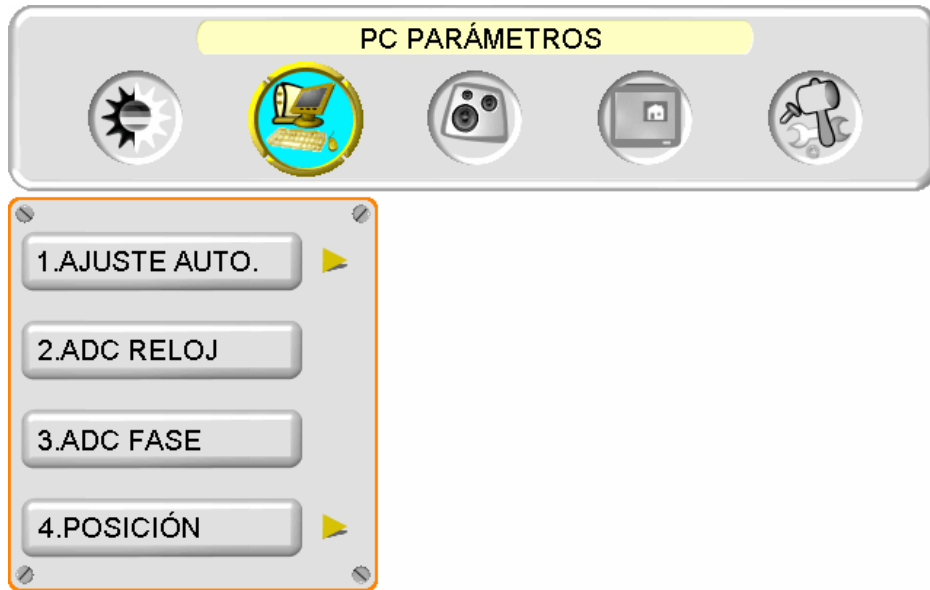 PC PARÁMETROS
1.AJUSTE AUTO.
2.ADC RELOJ
3.ADC FASE
4.POSICIÓN